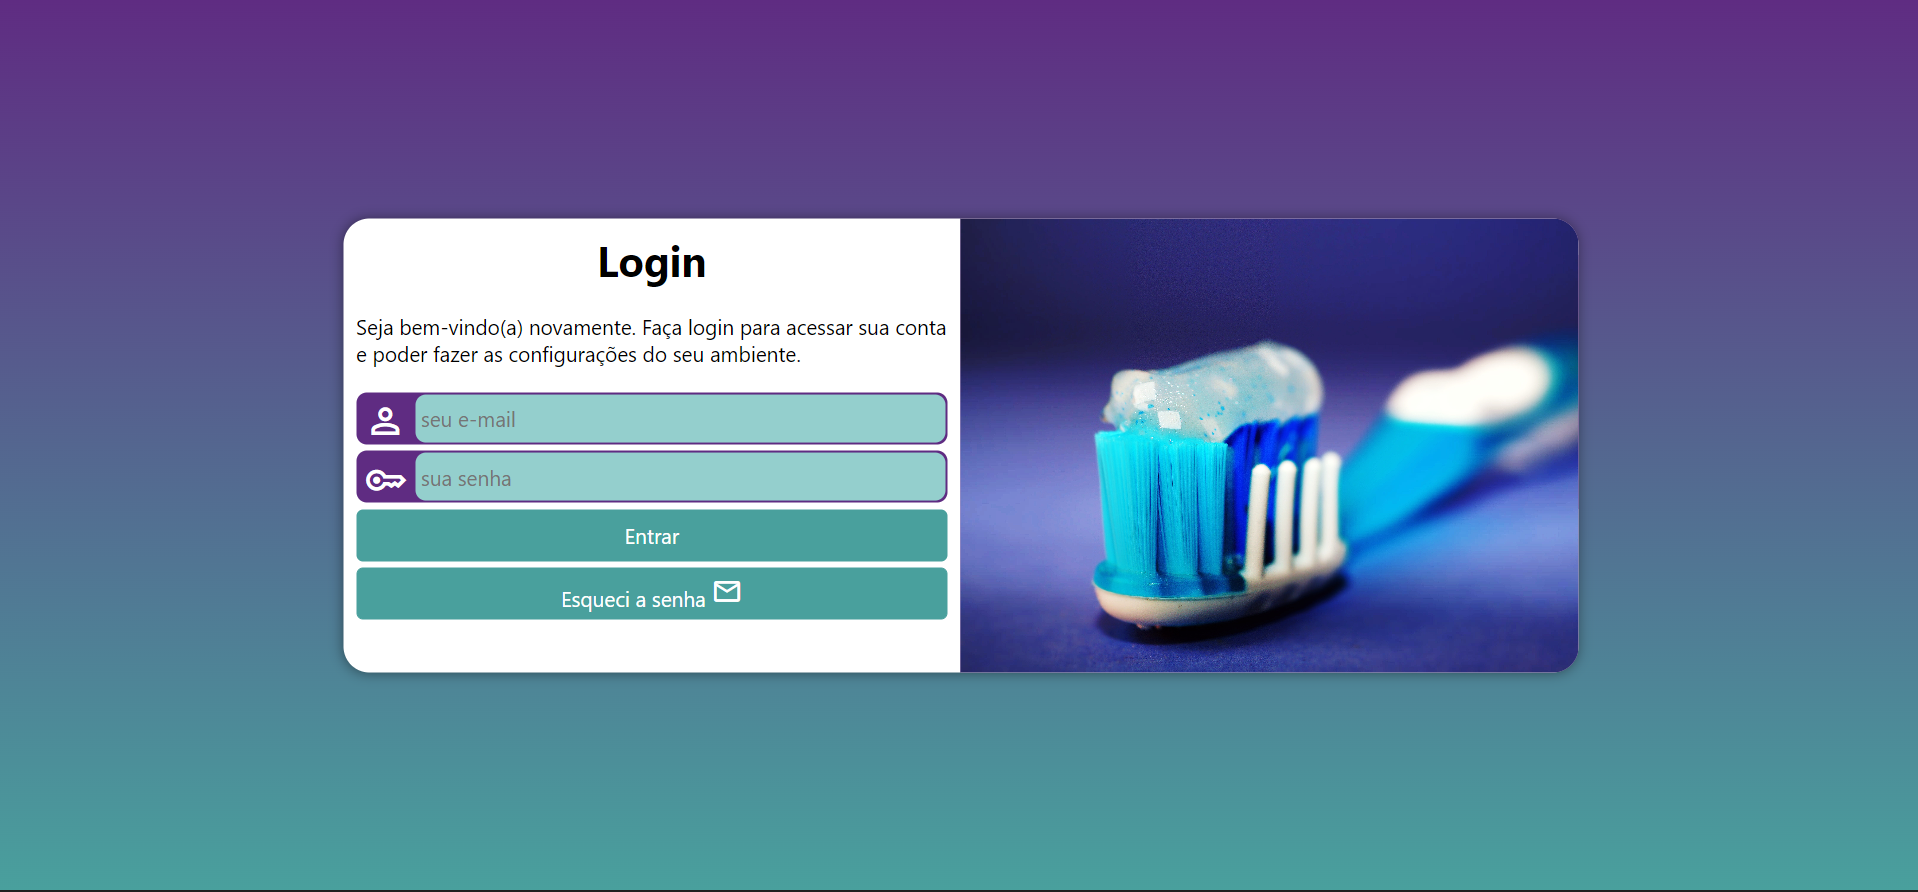 Login
Seja bem-vindo(a) novamente. Faça login para acessar sua conta
e poder fazer as configurações do seu ambiente.
seu e-mail
sua senha
Entrar
Esqueci a senha